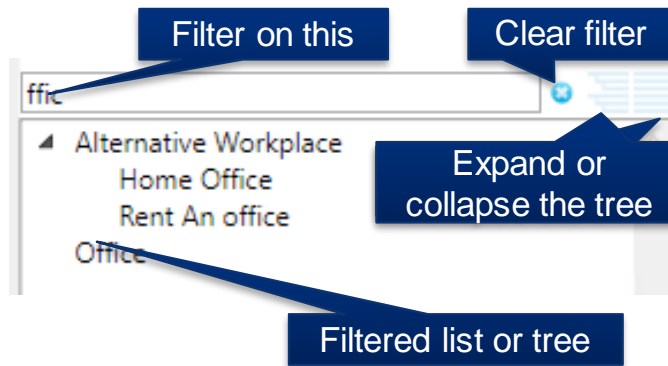 Filter on this
Clear filter
ffic
Alternative Workplace
Home Office
Rent An office
Office
Expand or
collapse the tree
Filtered list or tree